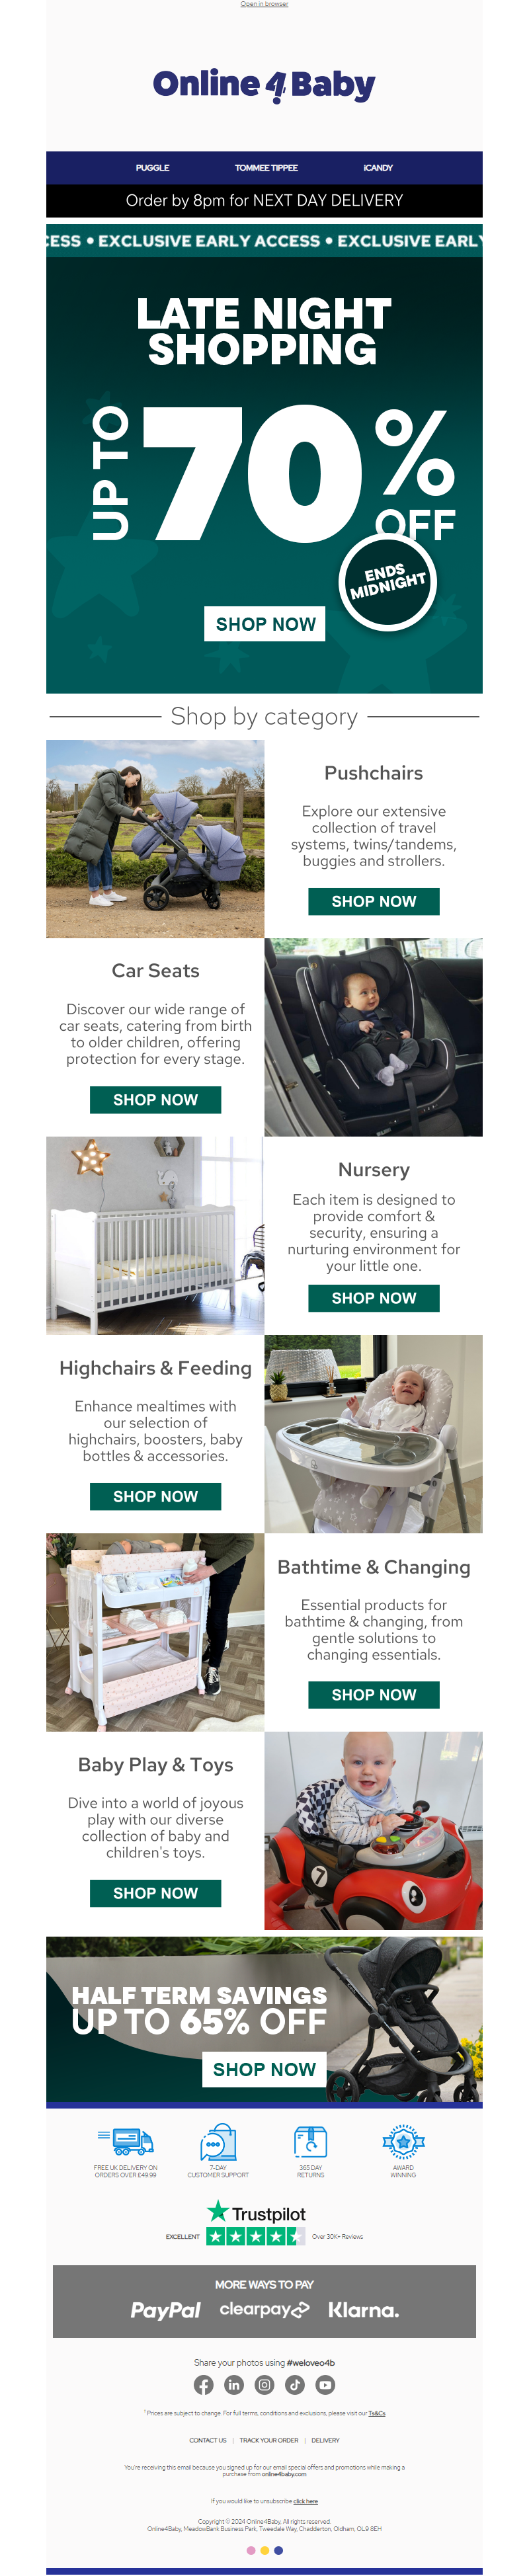 Open in browser
Online 4 Baby
PUGGLE TOMMEE TIPPEE iCANDY
Order by 8pm for NEXT DAY DELIVERY
CESS • EXCLUSIVE EARLY ACCESS • EXCLUSIVE EARLY
LATE NIGHT
SHOPPING
UP TO 70% OFF
ENDS
MIDNIGHT
SHOP NOW
Shop by category
Pushchairs
Explore our extensive
collection of travel
systems, twins/tandems,
buggies and strollers.
SHOP NOW
Car Seats
Discover our wide range of
car seats, catering from birth
to older children, offering
protection for every stage.
SHOP NOW
Nursery
Each item is designed to
provide comfort &
security, ensuring a
nurturing environment for
your little one.
SHOP NOW
Highchairs & Feeding
Enhance mealtimes with
our selection of
highchairs, boosters, baby
bottles & accessories.
SHOP NOW
Bathtime & Changing
Essential products for
bathtime & changing, from
gentle solutions to
changing essentials.
SHOP NOW
Baby Play & Toys
Dive into a world of joyous
play with our diverse
collection of baby and
children's toys.
SHOP NOW
7
HALF TERM SAVINGS
UP TO 65% OFF
SHOP NOW
FREE UK DELIVERY ON
ORDERS OVER £49.99
7-DAY
CUSTOMER SUPPORT
365 DAY
RETURNS
AWARD
WINNING
Trustpilot
EXCELLENT Over 30K+ Reviews
MORE WAYS TO PAY
PayPal clearpay Klarna.
Share your photos using #weloveo4b
¹ Prices are subject to change. For full terms, conditions and exclusions, please visit our Ts&Cs
CONTACT US | TRACK YOUR ORDER | DELIVERY
You're receiving this email because you signed up for our email special offers and promotions while making a
purchase from online4baby.com
If you would like to unsubscribe click here
Copyright © 2024 Online4Baby, All rights reserved.
Online4Baby, MeadowBank Business Park, Tweedale Way, Chadderton, Oldham, OL9 8EH